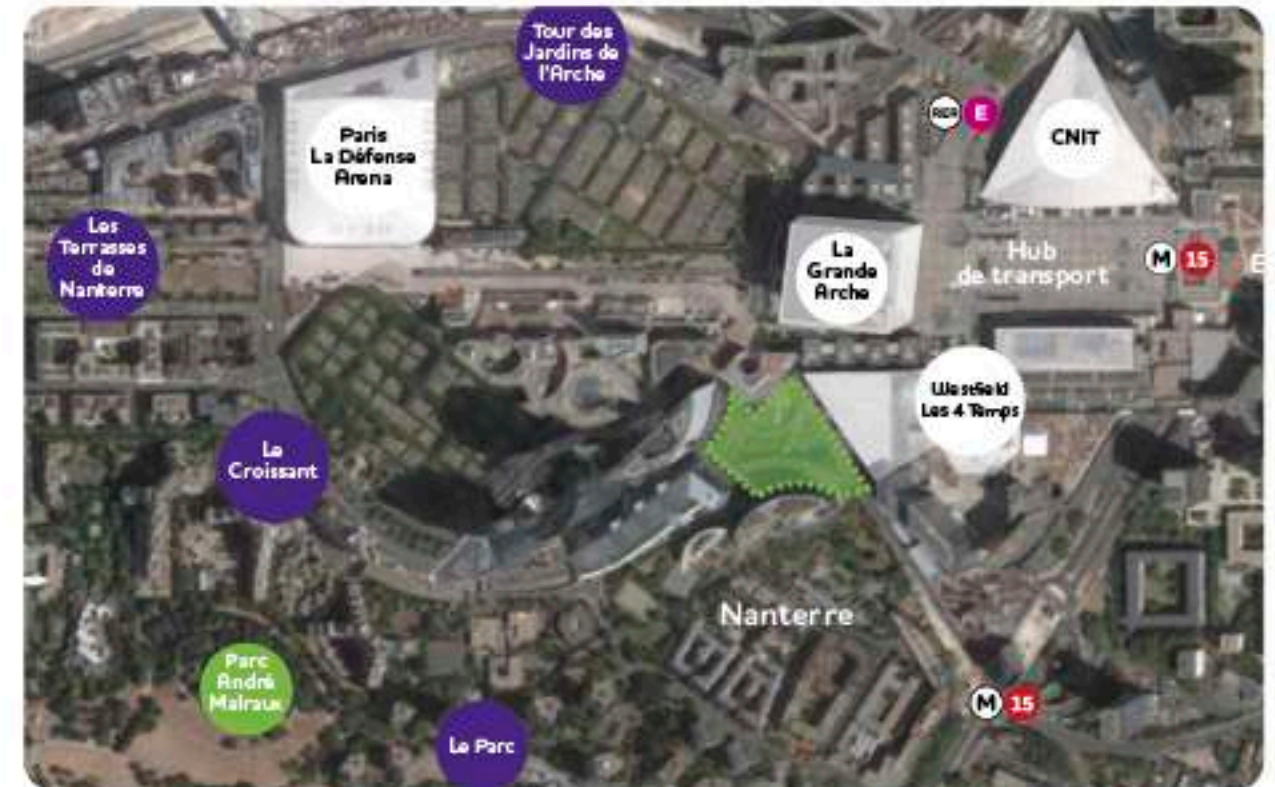 Tour des
Jardins de
l'Arche
Paris
La Défense
Arena
RER E
CNIT
Les
Terrasses
de
Nanterre
La
Grande
Arche
Hub
de transport
M 15
Westfield
Les 4 Temps
Le
Croissant
Nanterre
Parc
André
Malraux
M 15
Le Parc